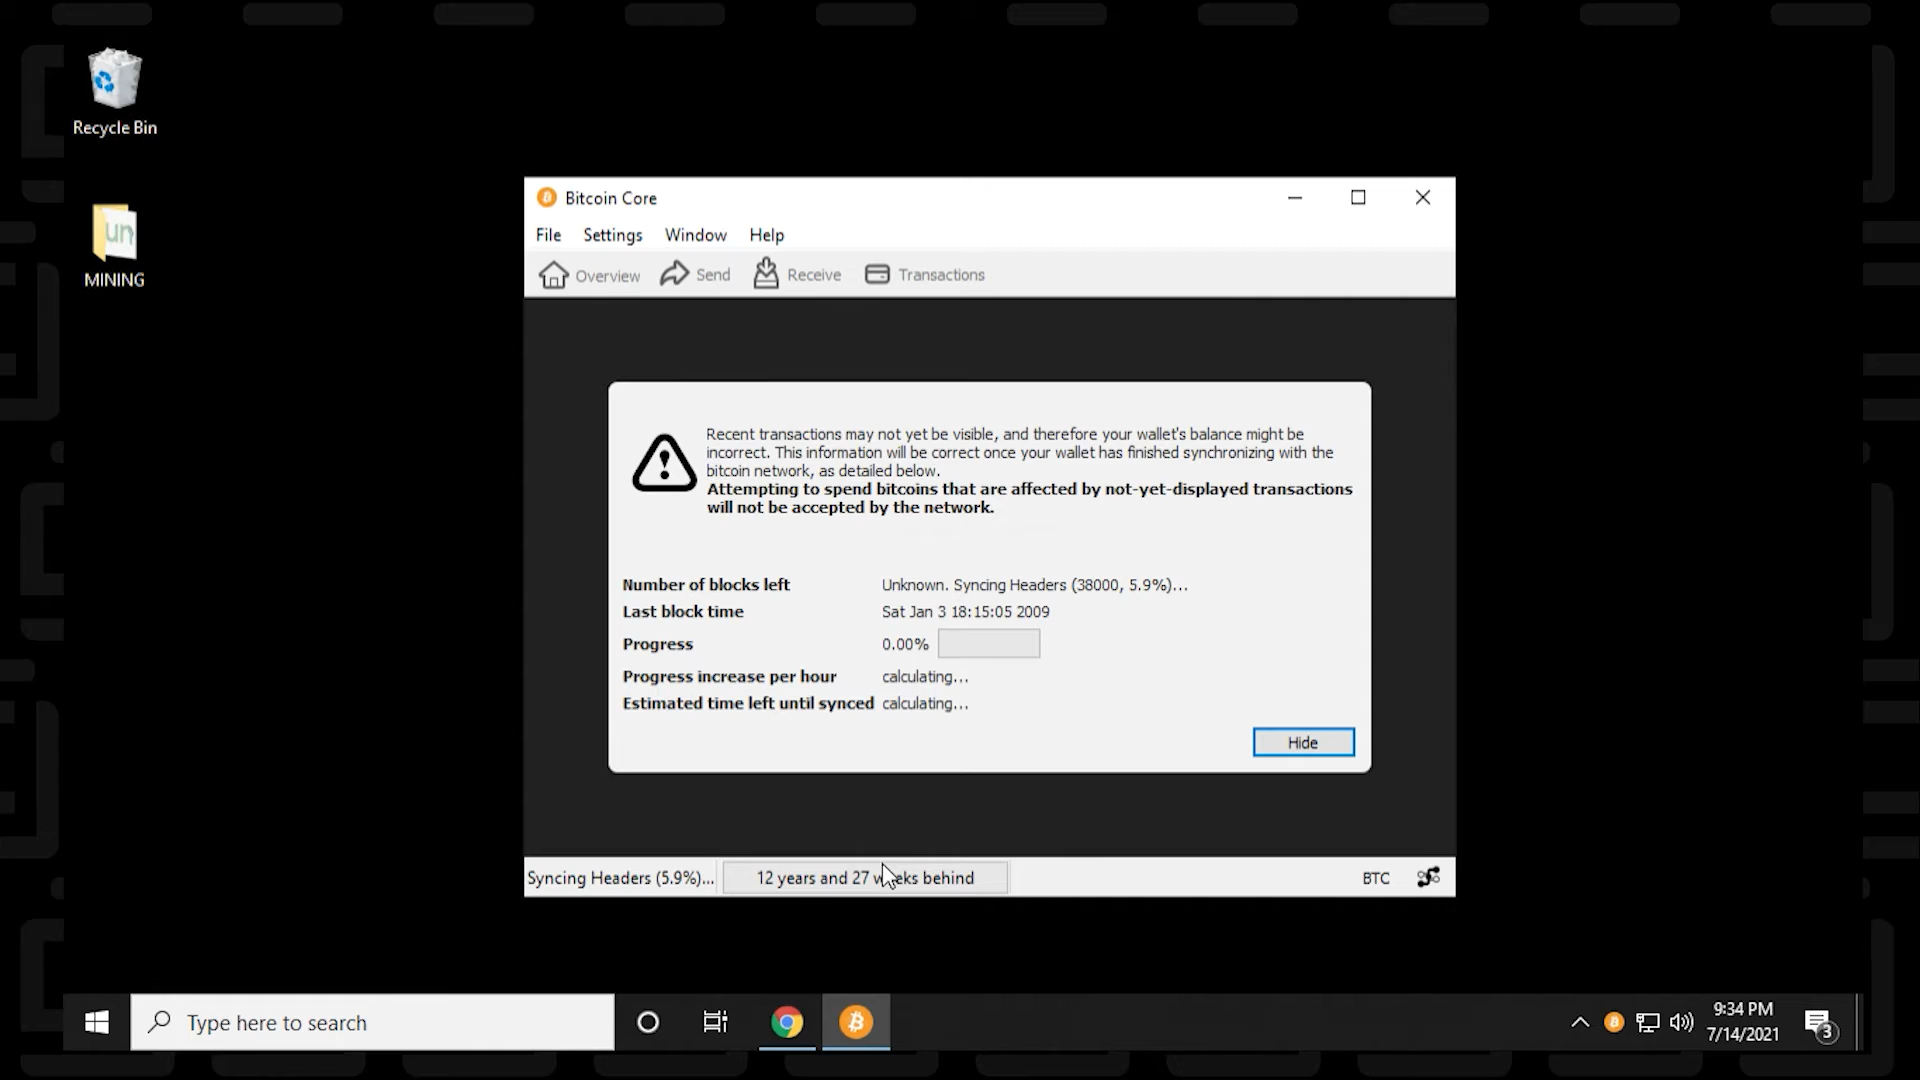 Recycle Bin
un
MINING
Bitcoin Core
File Settings Window Help
Overview Send Receive Transactions
Recent transactions may not yet be visible, and therefore your wallet's balance might be
incorrect. This information will be correct once your wallet has finished synchronizing with the
bitcoin network, as detailed below.
Attempting to spend bitcoins that are affected by not-yet-displayed transactions
will not be accepted by the network.
Number of blocks left Unknown. Syncing Headers (38000, 5.9%)...
Last block time Sat Jan 3 18:15:05 2009
Progress 0.00%
Progress increase per hour calculating...
Estimated time left until synced calculating...
Hide
Syncing Headers (5.9%)... 12 years and 27 weeks behind BTC
Type here to search
9:34 PM
7/14/2021
3